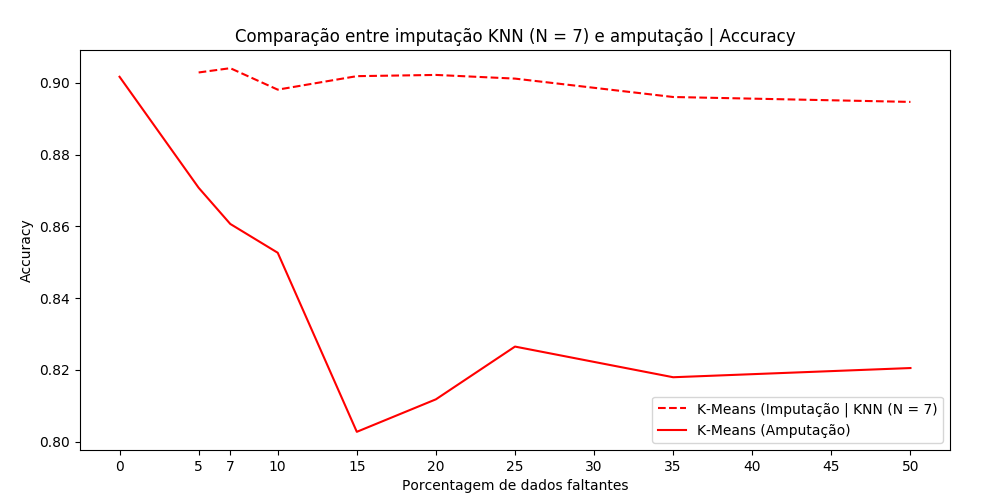 Comparação entre imputação KNN (N = 7) e amputação | Accuracy
Accuracy
0.90
0.88
0.86
0.84
0.82
0.80
K-Means (Imputação | KNN (N = 7)
K-Means (Amputação)
0 5 7 10 15 20 25 30 35 40 45 50
Porcentagem de dados faltantes